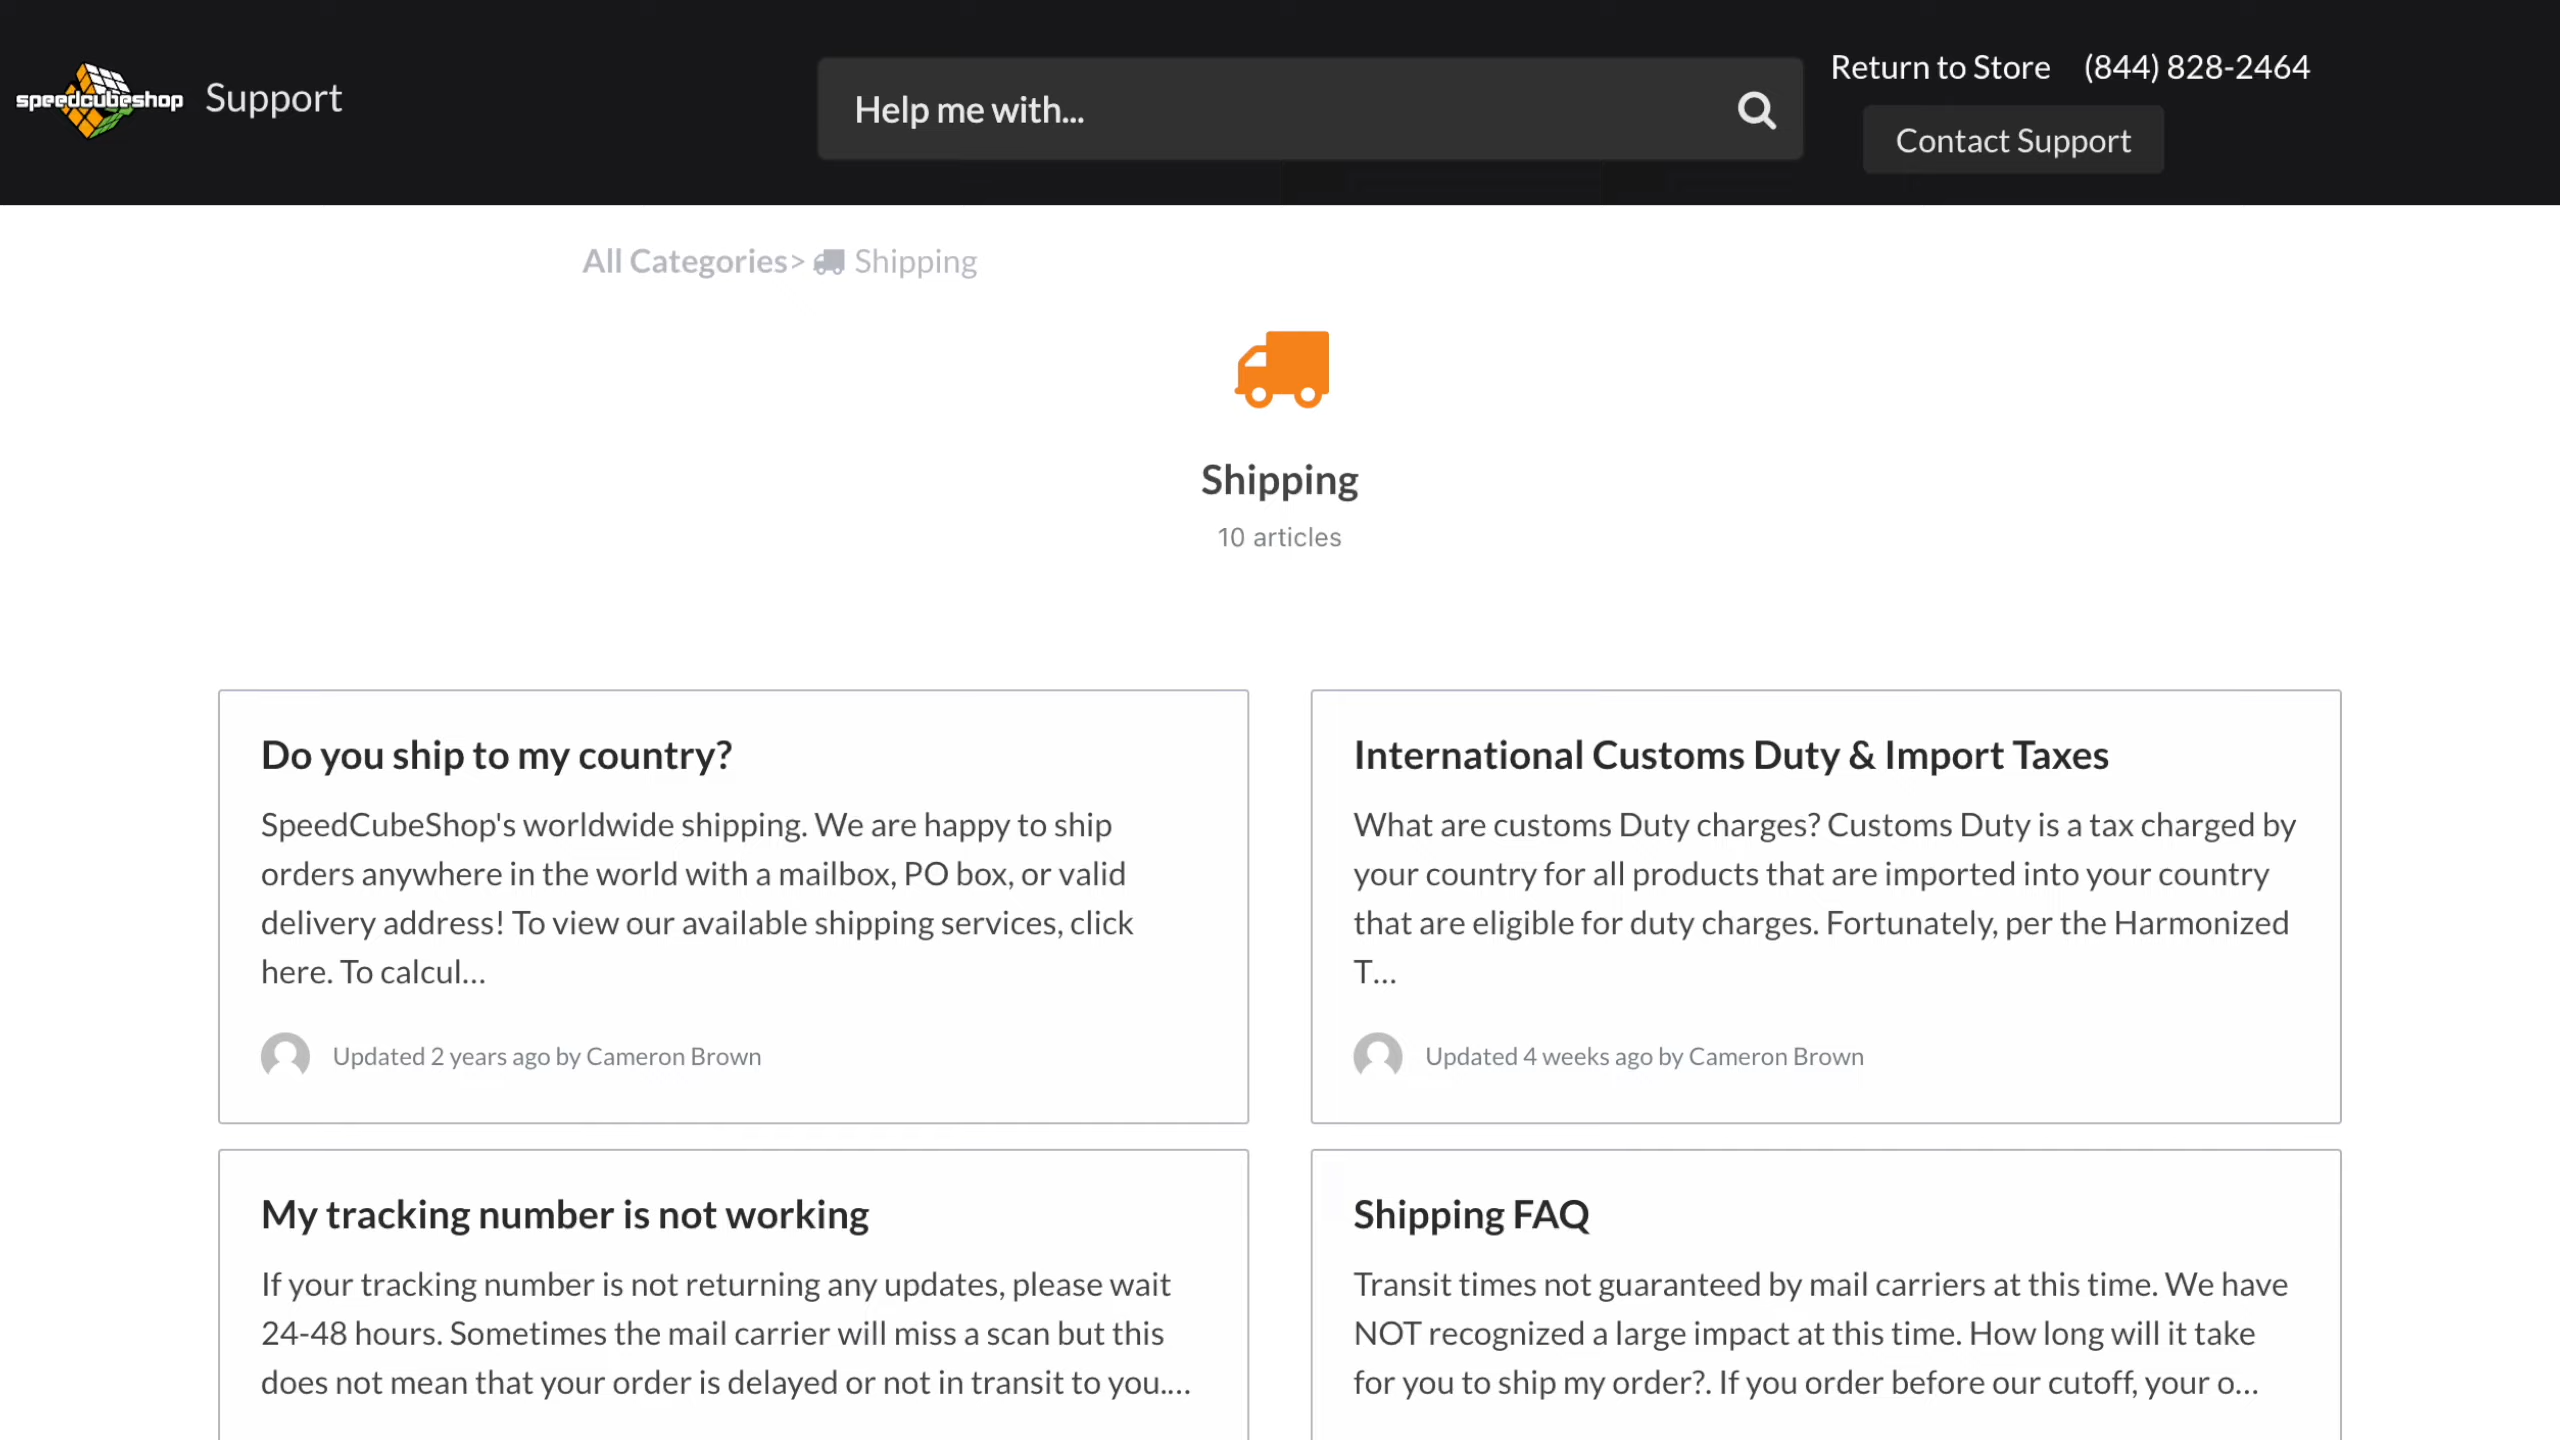 speedcubeshop Support
Help me with...
Return to Store (844) 828-2464
Contact Support
All Categories> Shipping
Shipping
10 articles
Do you ship to my country?
SpeedCubeShop's worldwide shipping. We are happy to ship
orders anywhere in the world with a mailbox, PO box, or valid
delivery address! To view our available shipping services, click
here. To calcul...
Updated 2 years ago by Cameron Brown
International Customs Duty & Import Taxes
What are customs Duty charges? Customs Duty is a tax charged by
your country for all products that are imported into your country
that are eligible for duty charges. Fortunately, per the Harmonized
T...
Updated 4 weeks ago by Cameron Brown
My tracking number is not working
If your tracking number is not returning any updates, please wait
24-48 hours. Sometimes the mail carrier will miss a scan but this
does not mean that your order is delayed or not in transit to you....
Shipping FAQ
Transit times not guaranteed by mail carriers at this time. We have
NOT recognized a large impact at this time. How long will it take
for you to ship my order?. If you order before our cutoff, your o...